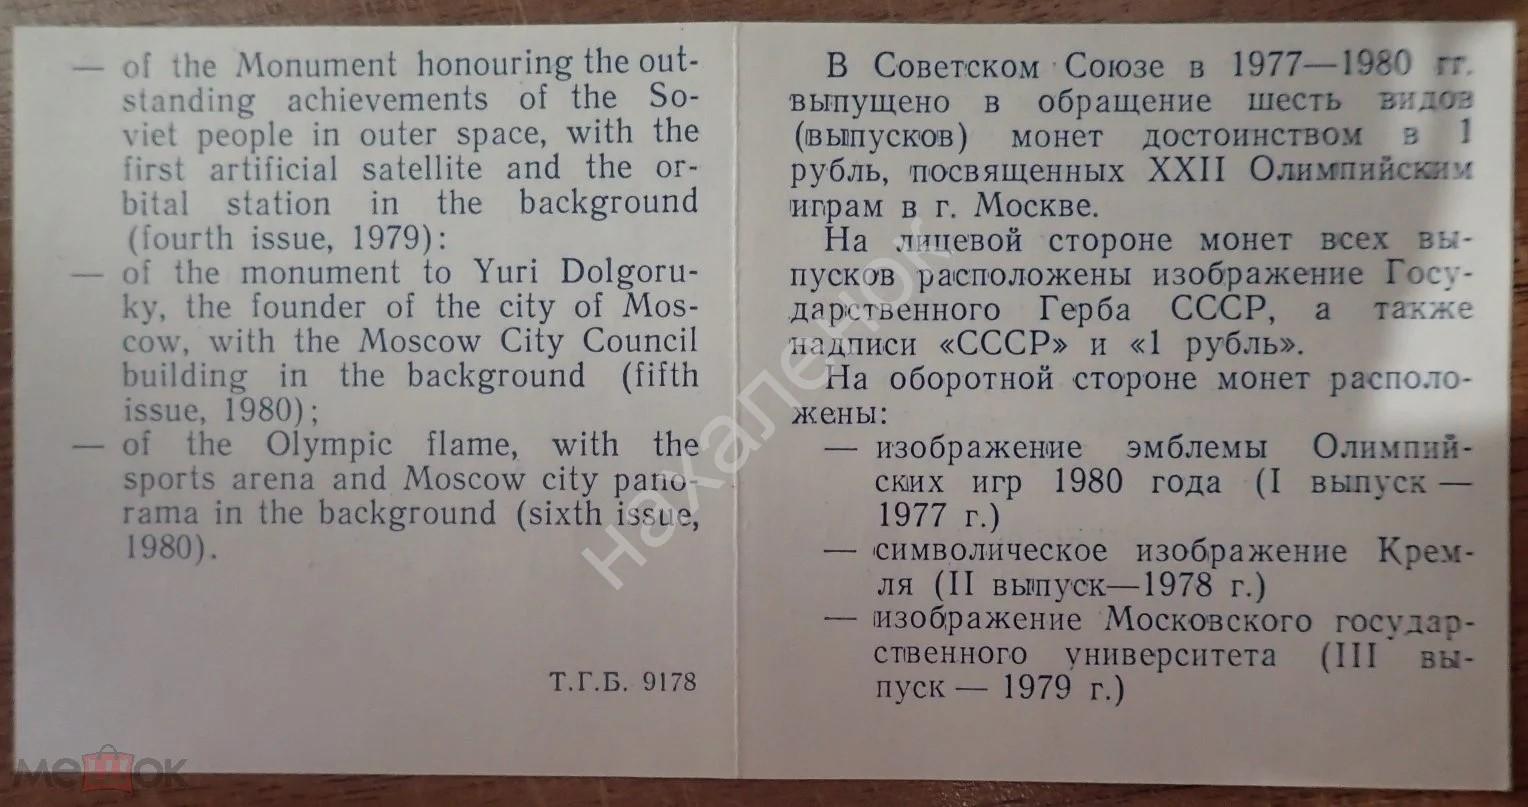 — of the Monument honouring the out-
standing achievements of the So-
viet people in outer space, with the
first artificial satellite and the or-
bital station in the background
(fourth issue, 1979):
— of the monument to Yuri Dolgoru-
ky, the founder of the city of Mos-
cow, with the Moscow City Council
building in the background (fifth
issue, 1980);
— of the Olympic flame, with the
sports arena and Moscow city pano-
rama in the background (sixth issue,
1980).
Т.Г.Б. 9178
В Советском Союзе в 1977—1980 гг.
выпущено в обращение шесть видов
(выпусков) монет достоинством в 1
рубль, посвященных XXII Олимпийским
играм в г. Москве.
На лицевой стороне монет всех вы-
пусков расположены изображение Госу-
дарственного Герба СССР, а также
надписи «СССР» и «1 рубль».
На оборотной стороне монет располо-
жены:
— изображение эмблемы Олимпий-
ских игр 1980 года (I выпуск —
1977 г.)
— символическое изображение Крем-
ля (II выпуск—1978 г.)
— изображение Московского государ-
ственного университета (III вы-
пуск — 1979 г.)
нахаленок
мешок